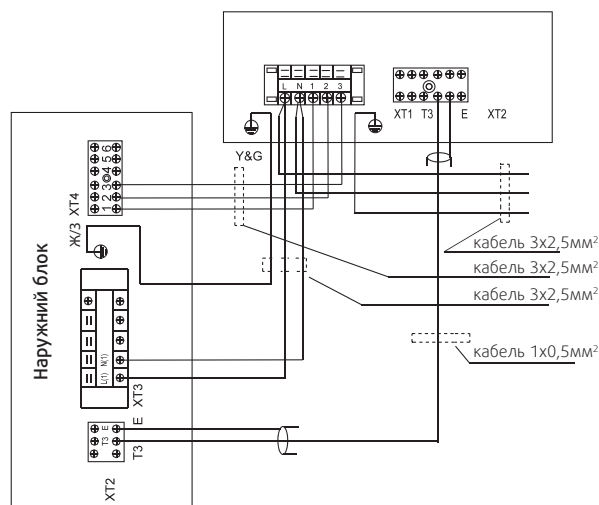 L N 1 2 3
XT1 T3 E XT2
Y&G
1 2 3 4 5 6
XT4
Ж/З
кабель 3х2,5мм²
кабель 3х2,5мм²
кабель 3х2,5мм²
кабель 1х0,5мм²
Наружний блок
L(1) N(1)
XT3
T3 E
T3 E
XT2